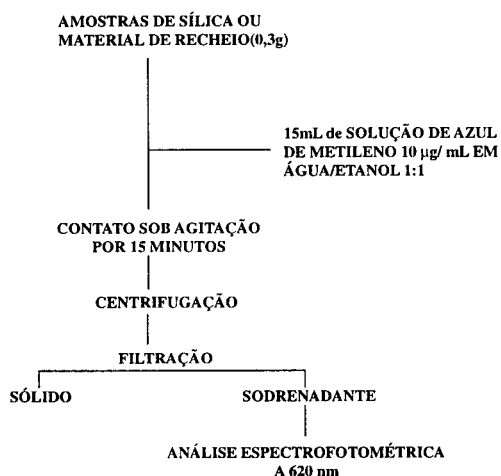 AMOSTRAS DE SÍLICA OU
MATERIAL DE RECHEIO(0,3g)
15mL de SOLUÇÃO DE AZUL
DE METILENO 10 µg/ mL EM
ÁGUA/ETANOL 1:1
CONTATO SOB AGITAÇÃO
POR 15 MINUTOS
CENTRIFUGAÇÃO
FILTRAÇÃO
SÓLIDO
SODRENADANTE
ANÁLISE ESPECTROFOTOMÉTRICA
A 620 nm